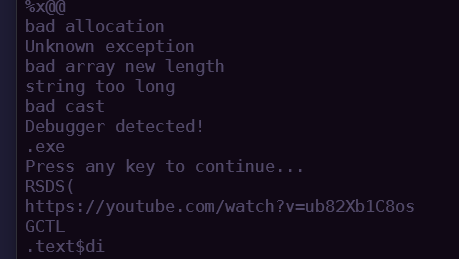 %x@@
bad allocation
Unknown exception
bad array new length
string too long
bad cast
Debugger detected!
.exe
Press any key to continue...
RSDS(
https://youtube.com/watch?v=ub82Xb1C8os
GCTL
.text$di